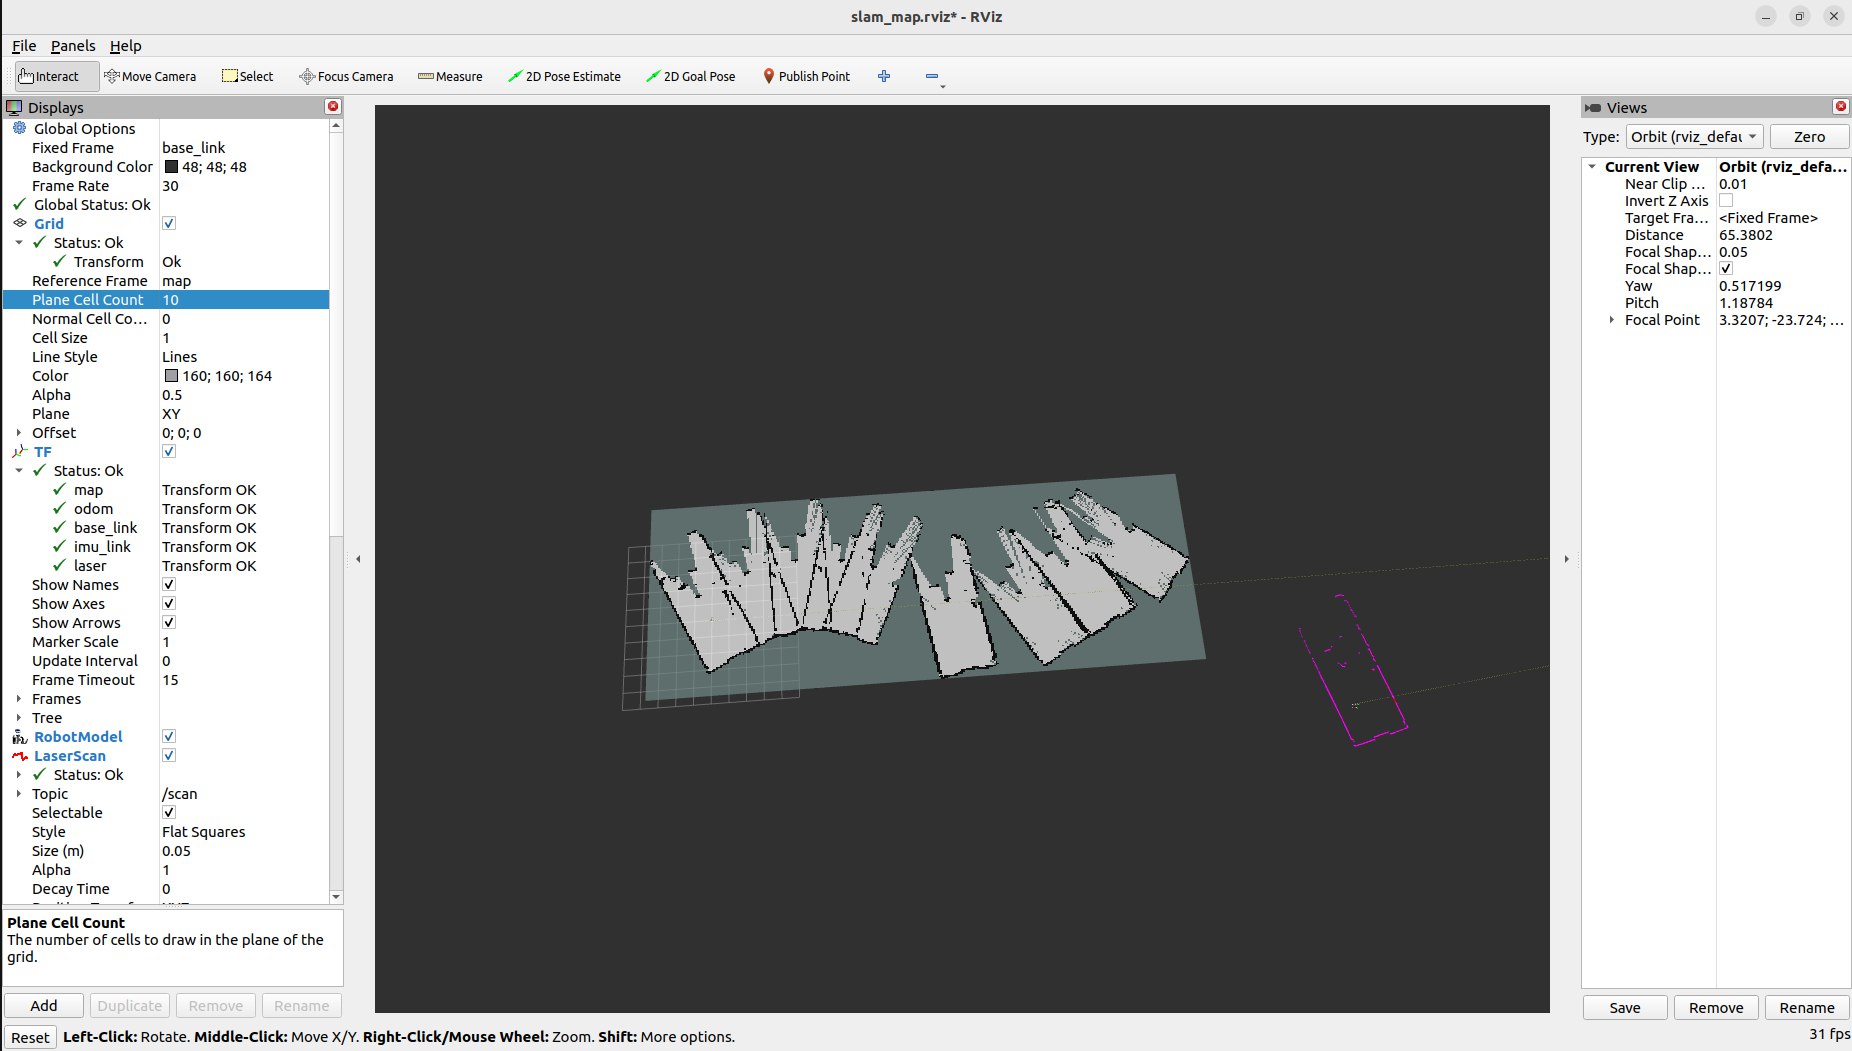 slam_map.rviz* - RViz
File Panels Help
Interact Move Camera Select Focus Camera Measure 2D Pose Estimate 2D Goal Pose Publish Point
Displays
Global Options
Fixed Frame base_link
Background Color 48; 48; 48
Frame Rate 30
Global Status: Ok
Grid
Status: Ok
Transform Ok
Reference Frame map
Plane Cell Count 10
Normal Cell Co... 0
Cell Size 1
Line Style Lines
Color 160; 160; 164
Alpha 0.5
Plane XY
Offset 0; 0; 0
TF
Status: Ok
map Transform OK
odom Transform OK
base_link Transform OK
imu_link Transform OK
laser Transform OK
Show Names
Show Axes
Show Arrows
Marker Scale 1
Update Interval 0
Frame Timeout 15
Frames
Tree
RobotModel
LaserScan
Status: Ok
Topic /scan
Selectable
Style Flat Squares
Size (m) 0.05
Alpha 1
Decay Time 0
Plane Cell Count
The number of cells to draw in the plane of the
grid.
Add Duplicate Remove Rename
Reset Left-Click: Rotate. Middle-Click: Move X/Y. Right-Click/Mouse Wheel: Zoom. Shift: More options.
Views
Type: Orbit (rviz_defau Zero
Current View Orbit (rviz_defa...
Near Clip ... 0.01
Invert Z Axis
Target Fra... <Fixed Frame>
Distance 65.3802
Focal Shap... 0.05
Focal Shap...
Yaw 0.517199
Pitch 1.18784
Focal Point 3.3207; -23.724; ...
Save Remove Rename
31 fps